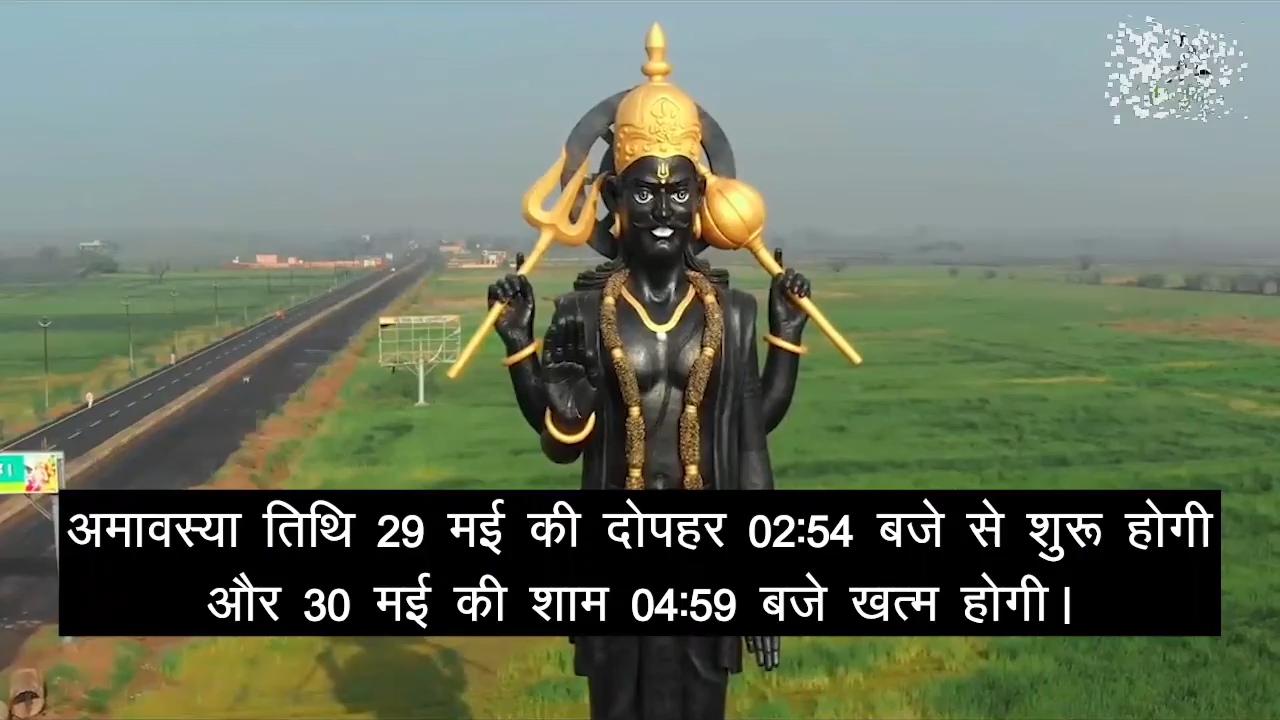 अमावस्या तिथि 29 मई की दोपहर 02:54 बजे से शुरू होगी
और 30 मई की शाम 04:59 बजे खत्म होगी|